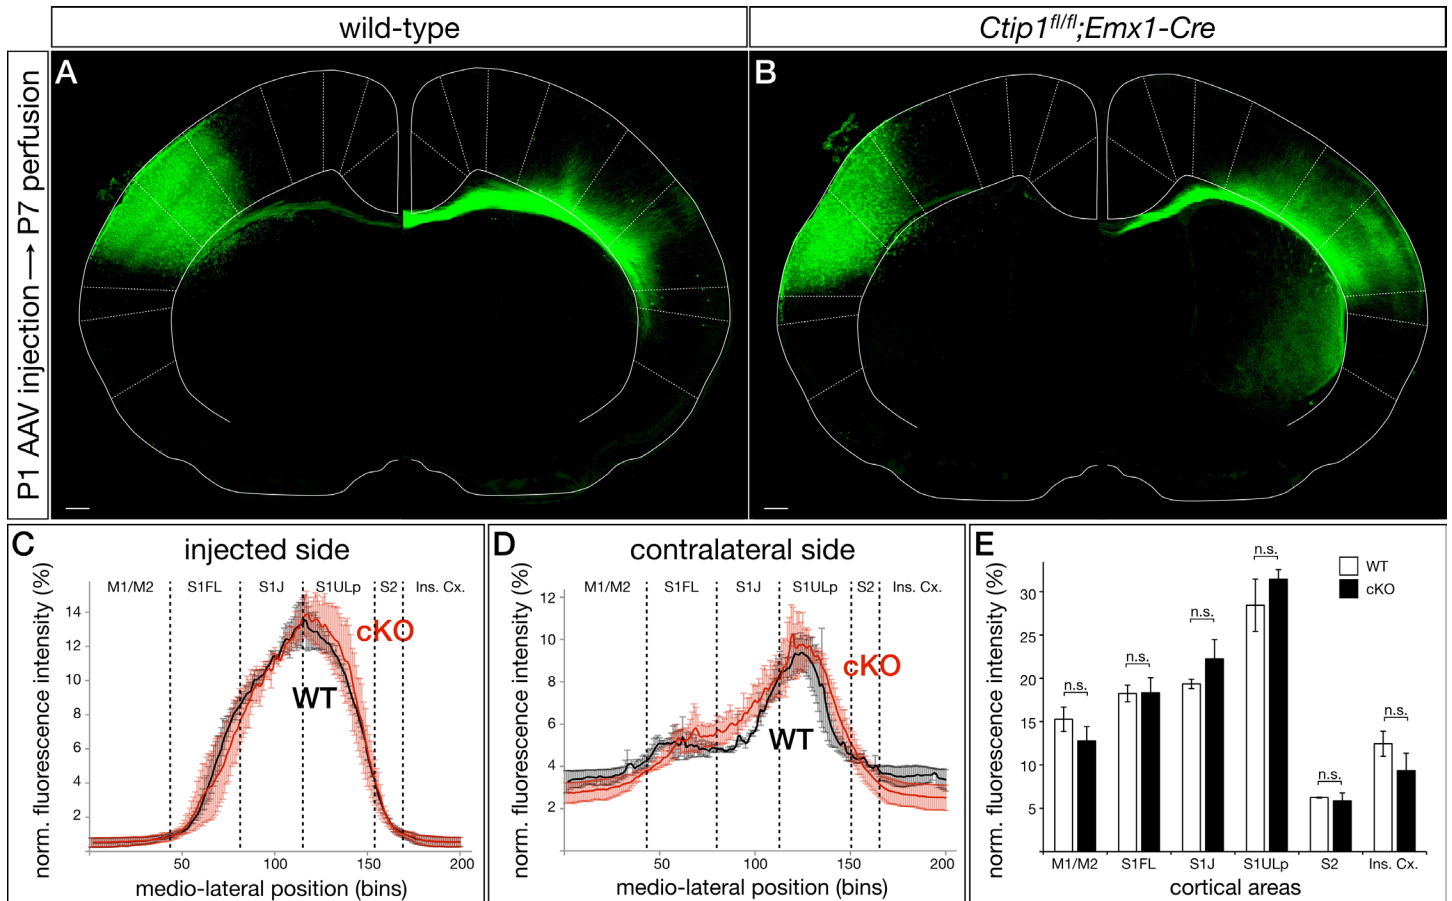 wild-type
Ctip1fl/fl;Emx1-Cre
P1 AAV injection → P7 perfusion
A
B
C
injected side
norm. fluorescence intensity (%)
M1/M2 S1FL S1J S1ULp S2 Ins. Cx.
14
12
10
8
6
4
2
cKO
WT
50 100 150 200
medio-lateral position (bins)
D
contralateral side
norm. fluorescence intensity (%)
M1/M2 S1FL S1J S1ULp S2 Ins. Cx.
12
10
8
6
4
2
cKO
WT
50 100 150 200
medio-lateral position (bins)
E
norm. fluorescence intensity (%)
30
25
20
15
10
5
n.s.
n.s.
n.s.
n.s.
n.s.
n.s.
WT
cKO
M1/M2 S1FL S1J S1ULp S2 Ins. Cx.
cortical areas